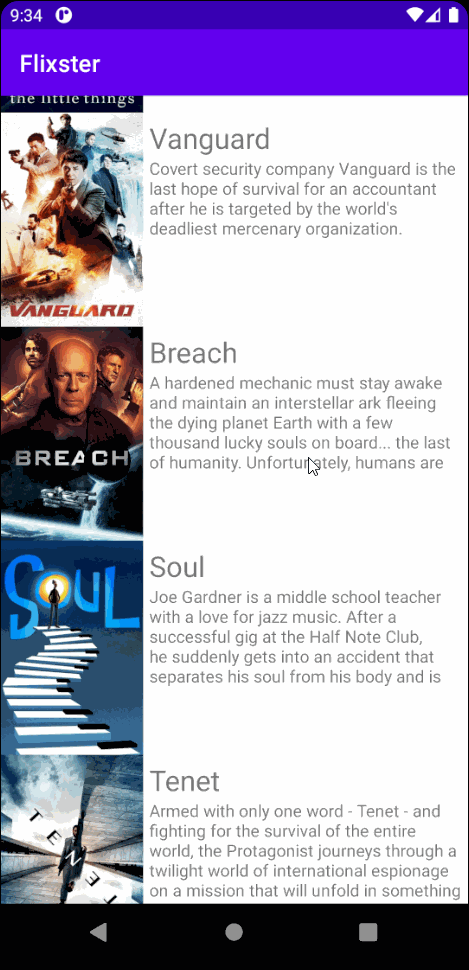 9:34
Flixster
the little things
VANGUARD
Vanguard
Covert security company Vanguard is the
last hope of survival for an accountant
after he is targeted by the world's
deadliest mercenary organization.
BREACH
Breach
A hardened mechanic must stay awake
and maintain an interstellar ark fleeing
the dying planet Earth with a few
thousand lucky souls on board... the last
of humanity. Unfortunately, humans are
SOUL
Soul
Joe Gardner is a middle school teacher
with a love for jazz music. After a
successful gig at the Half Note Club,
he suddenly gets into an accident that
separates his soul from his body and is
TENET
Tenet
Armed with only one word - Tenet - and
fighting for the survival of the entire
world, the Protagonist journeys through a
twilight world of international espionage
on a mission that will unfold in something